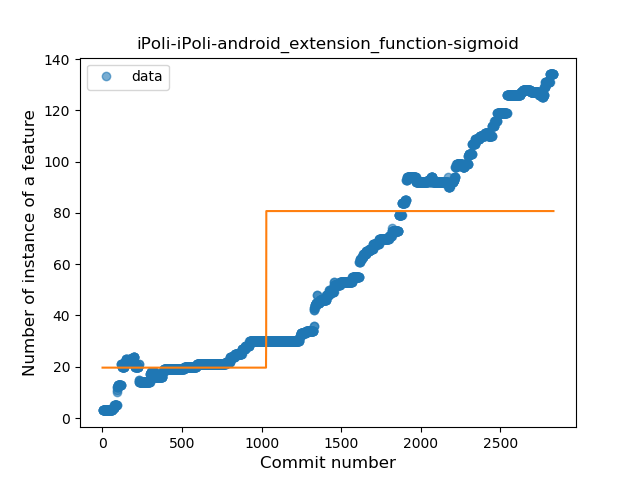 iPoli-iPoli-android_extension_function-sigmoid
data
Number of instance of a feature
140
120
100
80
60
40
20
0
0 500 1000 1500 2000 2500
Commit number